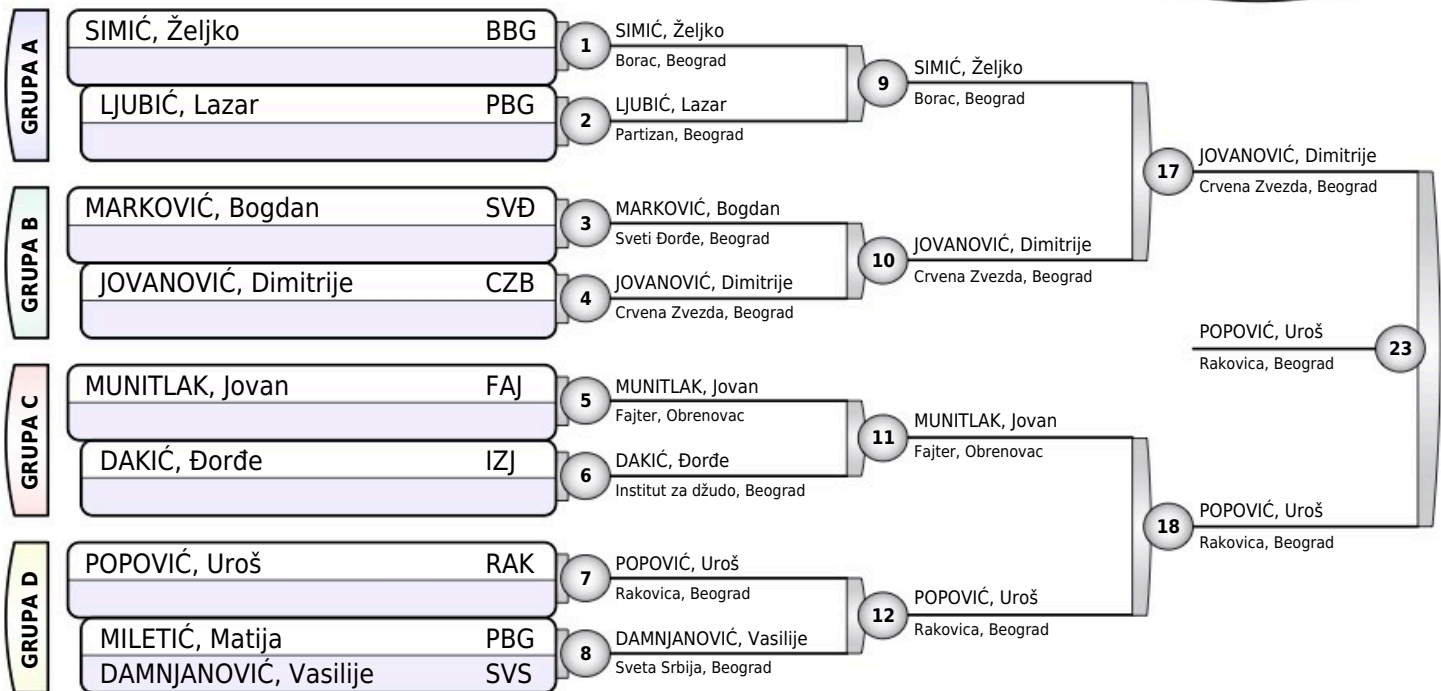 GRUPA A
SIMIĆ, Željko BBG
LJUBIĆ, Lazar PBG
GRUPA B
MARKOVIĆ, Bogdan SVĐ
JOVANOVIĆ, Dimitrije CZB
GRUPA C
MUNITLAK, Jovan FAJ
DAKIĆ, Đorđe IZJ
GRUPA D
POPOVIĆ, Uroš RAK
MILETIĆ, Matija PBG
DAMNJANOVIĆ, Vasilije SVS
1
SIMIĆ, Željko
Borac, Beograd
2
LJUBIĆ, Lazar
Partizan, Beograd
3
MARKOVIĆ, Bogdan
Sveti Đorđe, Beograd
4
JOVANOVIĆ, Dimitrije
Crvena Zvezda, Beograd
5
MUNITLAK, Jovan
Fajter, Obrenovac
6
DAKIĆ, Đorđe
Institut za džudo, Beograd
7
POPOVIĆ, Uroš
Rakovica, Beograd
8
DAMNJANOVIĆ, Vasilije
Sveta Srbija, Beograd
9
SIMIĆ, Željko
Borac, Beograd
10
JOVANOVIĆ, Dimitrije
Crvena Zvezda, Beograd
11
MUNITLAK, Jovan
Fajter, Obrenovac
12
POPOVIĆ, Uroš
Rakovica, Beograd
17
JOVANOVIĆ, Dimitrije
Crvena Zvezda, Beograd
18
POPOVIĆ, Uroš
Rakovica, Beograd
POPOVIĆ, Uroš
Rakovica, Beograd
23